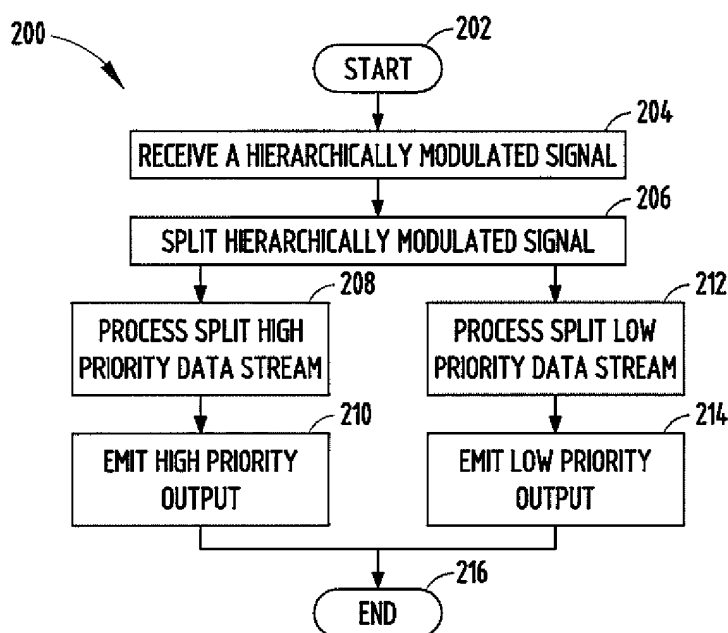 200
202
START
204
RECEIVE A HIERARCHICALLY MODULATED SIGNAL
206
SPLIT HIERARCHICALLY MODULATED SIGNAL
208
PROCESS SPLIT HIGH
PRIORITY DATA STREAM
212
PROCESS SPLIT LOW
PRIORITY DATA STREAM
210
EMIT HIGH PRIORITY
OUTPUT
214
EMIT LOW PRIORITY
OUTPUT
216
END